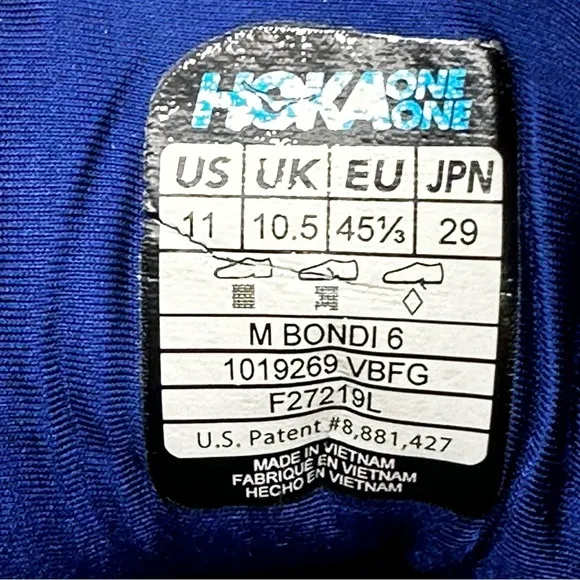 HOKA ONE ONE
US UK EU JPN
11 10.5 45⅓ 29
M BONDI 6
1019269 VBFG
F27219L
U.S. Patent #8,881,427
MADE IN VIETNAM
FABRIQUÉ EN VIETNAM
HECHO EN VIETNAM